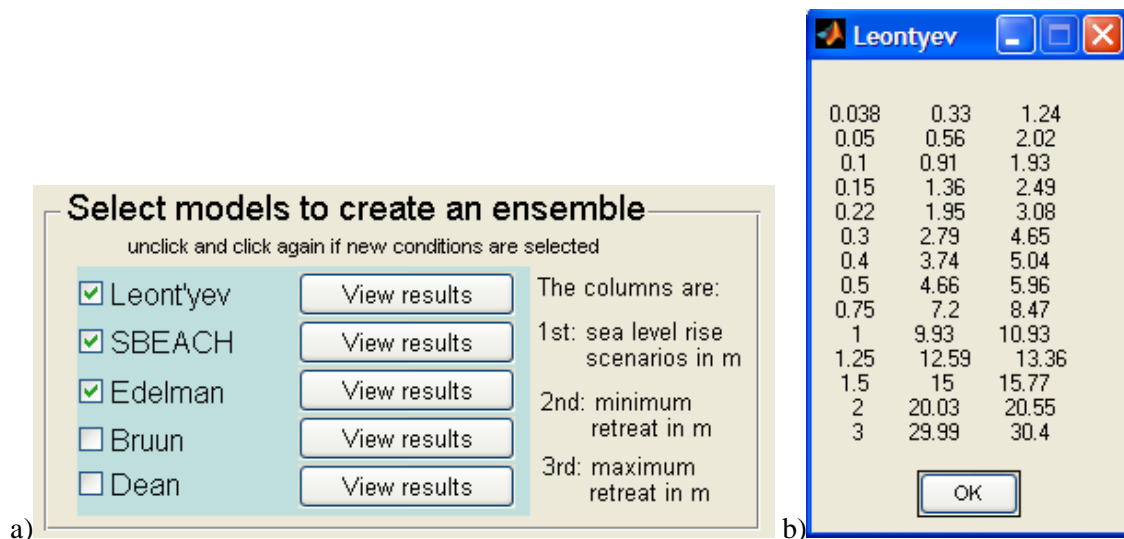 Select models to create an ensemble
unclick and click again if new conditions are selected
Leont'yev View results
SBEACH View results
Edelman View results
Bruun View results
Dean View results
The columns are:
1st: sea level rise
scenarios in m
2nd: minimum
retreat in m
3rd: maximum
retreat in m
a)
Leontyev
0.038 0.33 1.24
0.05 0.56 2.02
0.1 0.91 1.93
0.15 1.36 2.49
0.22 1.95 3.08
0.3 2.79 4.65
0.4 3.74 5.04
0.5 4.66 5.96
0.75 7.2 8.47
1 9.93 10.93
1.25 12.59 13.36
1.5 15 15.77
2 20.03 20.55
3 29.99 30.4
OK
b)